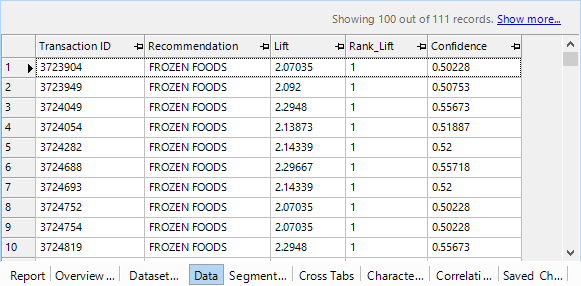 Showing 100 out of 111 records. Show more...
Transaction ID Recommendation Lift Rank_Lift Confidence
1 3723904 FROZEN FOODS 2.07035 1 0.50228
2 3723949 FROZEN FOODS 2.092 1 0.50753
3 3724049 FROZEN FOODS 2.2948 1 0.55673
4 3724054 FROZEN FOODS 2.13873 1 0.51887
5 3724282 FROZEN FOODS 2.14339 1 0.52
6 3724688 FROZEN FOODS 2.29667 1 0.55718
7 3724693 FROZEN FOODS 2.14339 1 0.52
8 3724752 FROZEN FOODS 2.07035 1 0.50228
9 3724754 FROZEN FOODS 2.07035 1 0.50228
10 3724819 FROZEN FOODS 2.2948 1 0.55673
Report Overview ... Dataset... Data Segment... Cross Tabs Characte... Correlati ... Saved Ch...